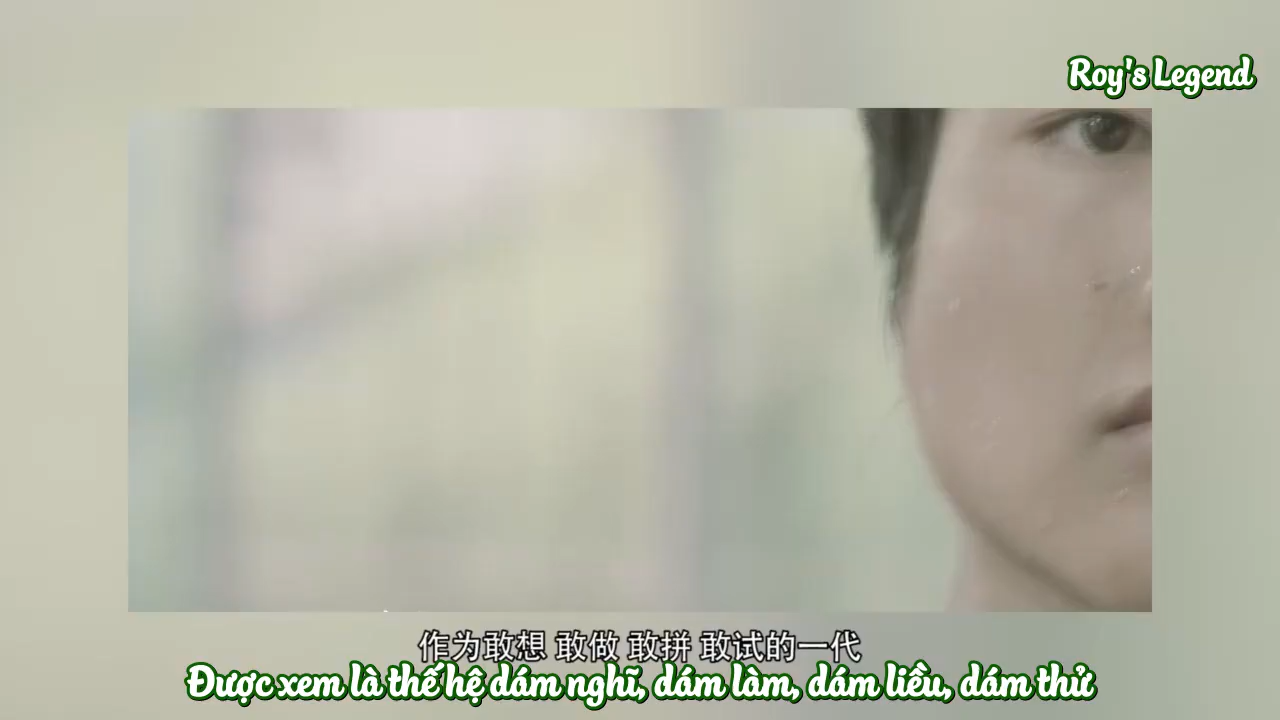 Roy's Legend
作为敢想 敢做 敢拼 敢试的一代
Được xem là thế hệ dám nghĩ, dám làm, dám liều, dám thử